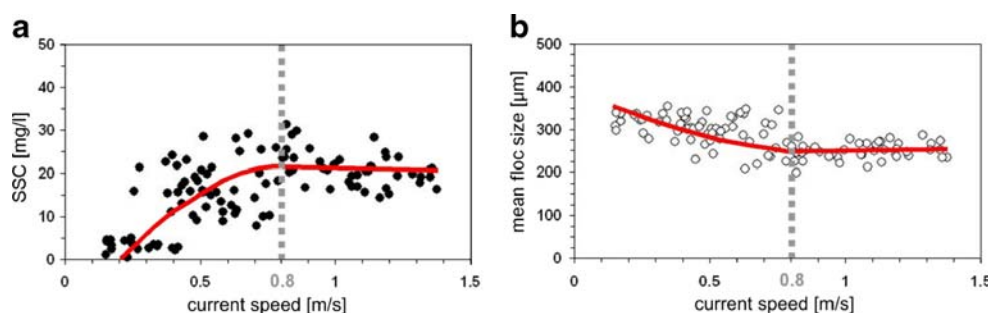 a
50
40
30
20
10
0
SSC [mg/l]
0 0.5 0.8 1 1.5
current speed [m/s]
b
500
400
300
200
100
0
mean floc size [µm]
0 0.5 0.8 1 1.5
current speed [m/s]